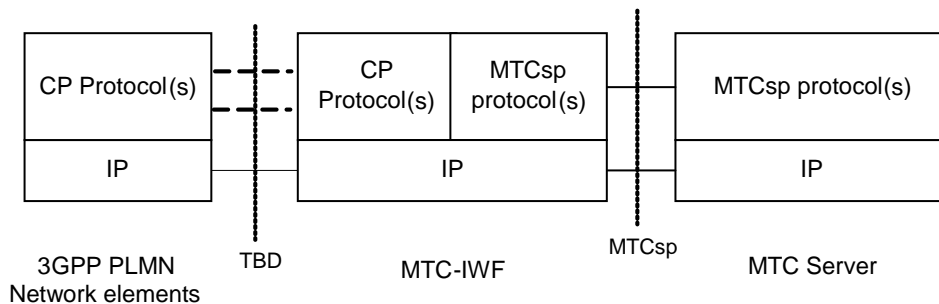 CP Protocol(s)
CP
Protocol(s)
MTCsp
protocol(s)
MTCsp protocol(s)
IP
IP
IP
3GPP PLMN
Network elements
TBD
MTC-IWF
MTCsp
MTC Server